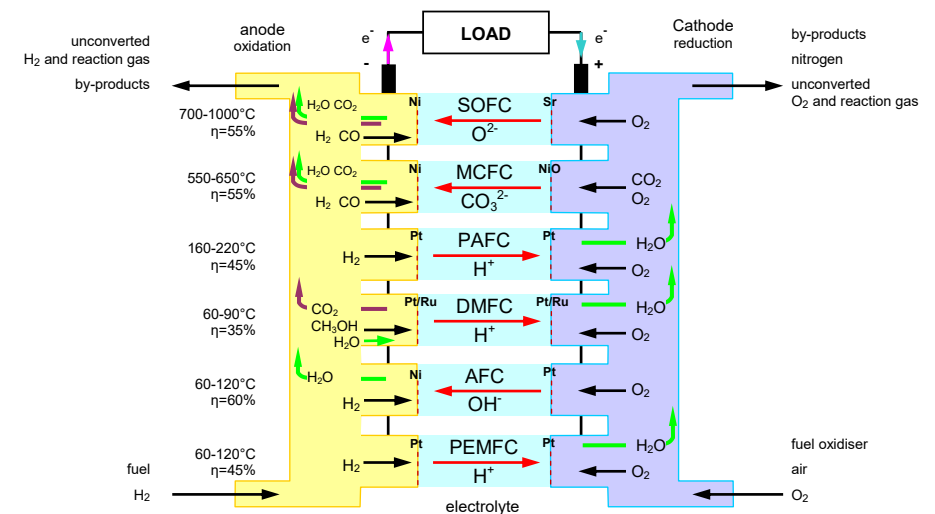 anode
oxidation
e-
LOAD
e-
Cathode
reduction
-
+
unconverted
H₂ and reaction gas
by-products
by-products
nitrogen
unconverted
O₂ and reaction gas
700-1000°C
η=55%
H₂O CO₂
H₂ CO
Ni
SOFC
O²⁻
Sr
O₂
550-650°C
η=55%
H₂O CO₂
H₂ CO
Ni
MCFC
CO₃²⁻
NiO
CO₂
O₂
160-220°C
η=45%
H₂
Pt
PAFC
H⁺
Pt
H₂O
O₂
60-90°C
η=35%
CO₂
CH₃OH
H₂O
Pt/Ru
DMFC
H⁺
Pt/Ru
H₂O
O₂
60-120°C
η=60%
H₂O
H₂
Ni
AFC
OH⁻
Pt
O₂
60-120°C
η=45%
H₂
Pt
PEMFC
H⁺
Pt
H₂O
O₂
fuel
H₂
electrolyte
fuel oxidiser
air
O₂